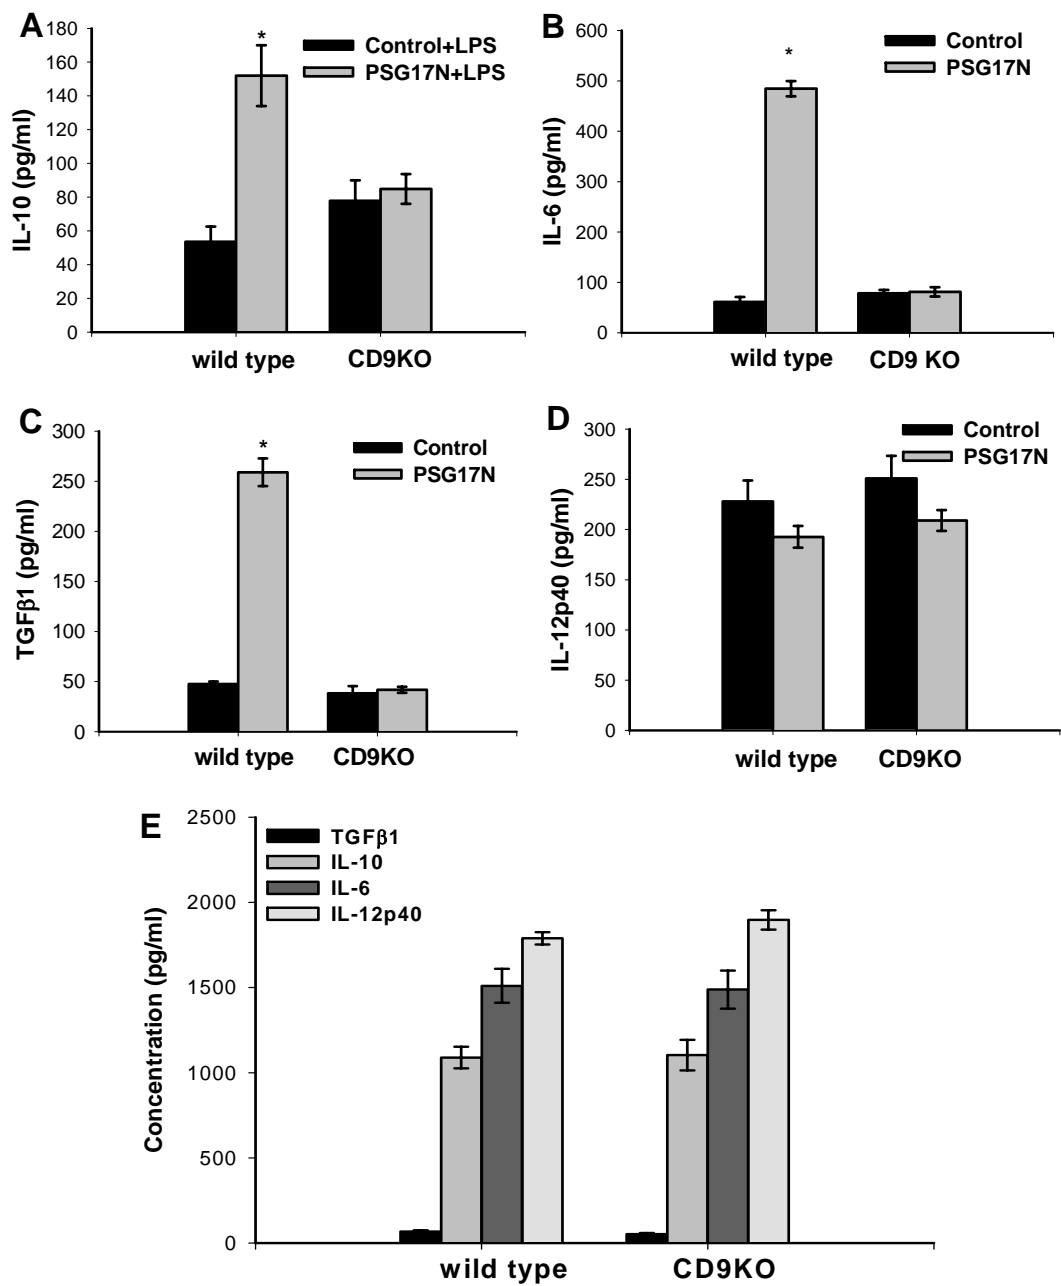 A
180
160
140
120
100
80
60
40
20
0
IL-10 (pg/ml)
*
Control+LPS
PSG17N+LPS
wild type
CD9KO
B
600
500
400
300
200
100
0
IL-6 (pg/ml)
*
Control
PSG17N
wild type
CD9 KO
C
300
250
200
150
100
50
0
TGFβ1 (pg/ml)
*
Control
PSG17N
wild type
CD9KO
D
300
250
200
150
100
50
0
IL-12p40 (pg/ml)
Control
PSG17N
wild type
CD9KO
E
2500
2000
1500
1000
500
0
Concentration (pg/ml)
TGFβ1
IL-10
IL-6
IL-12p40
wild type
CD9KO